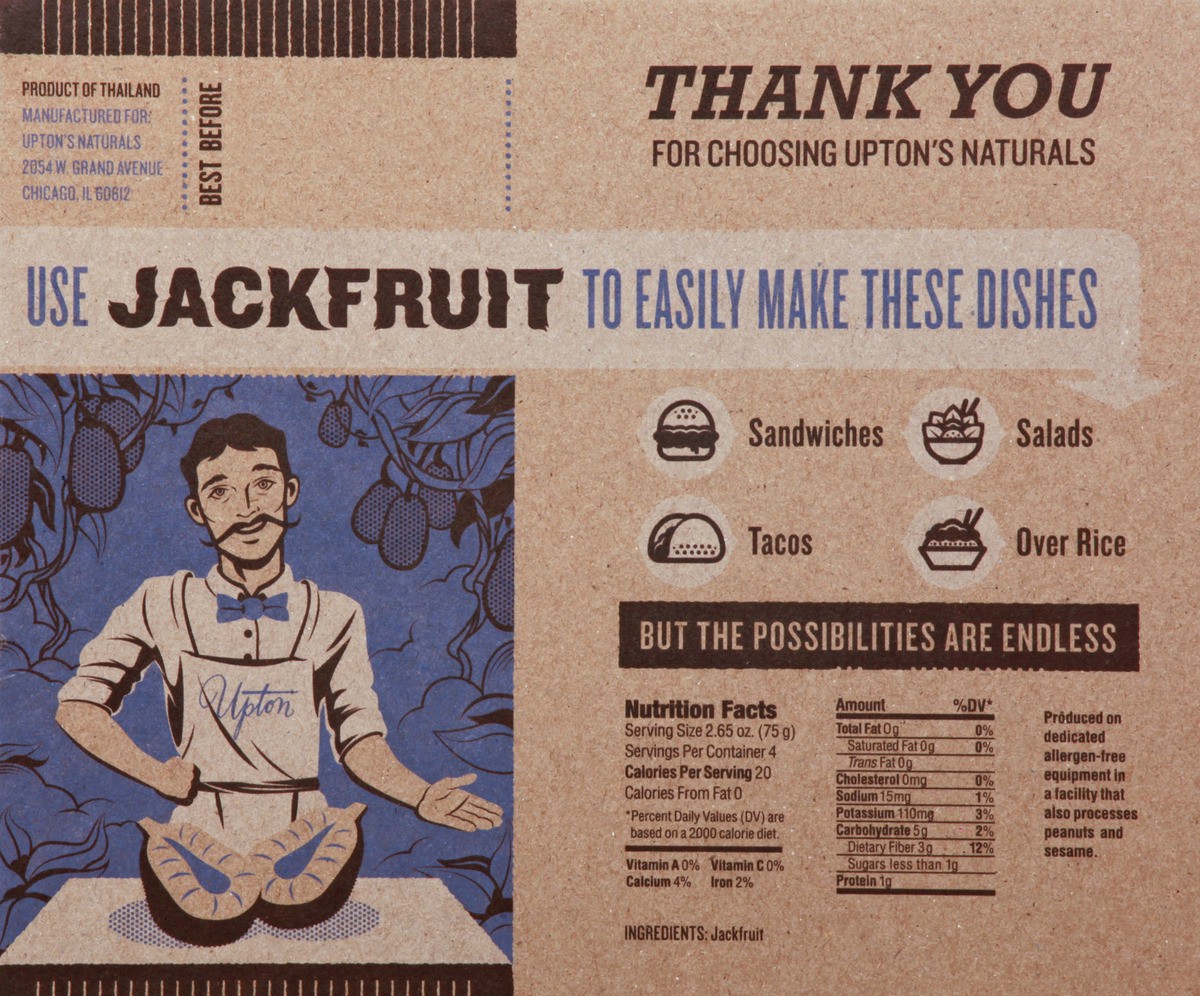 PRODUCT OF THAILAND
MANUFACTURED FOR:
UPTON'S NATURALS
2054 W. GRAND AVENUE
CHICAGO, IL 60612
BEST BEFORE
THANK YOU
FOR CHOOSING UPTON'S NATURALS
USE JACKFRUIT TO EASILY MAKE THESE DISHES
Sandwiches
Salads
Tacos
Over Rice
BUT THE POSSIBILITIES ARE ENDLESS
Upton
Nutrition Facts
Serving Size 2.65 oz. (75 g)
Servings Per Container 4
Calories Per Serving 20
Calories From Fat 0
*Percent Daily Values (DV) are
based on a 2000 calorie diet.
Vitamin A 0% Vitamin C 0%
Calcium 4% Iron 2%
Amount %DV*
Total Fat 0g 0%
Saturated Fat 0g 0%
Trans Fat 0g
Cholesterol 0mg 0%
Sodium 15mg 1%
Potassium 110mg 3%
Carbohydrate 5g 2%
Dietary Fiber 3g 12%
Sugars less than 1g
Protein 1g
Produced on
dedicated
allergen-free
equipment in
a facility that
also processes
peanuts and
sesame.
INGREDIENTS: Jackfruit